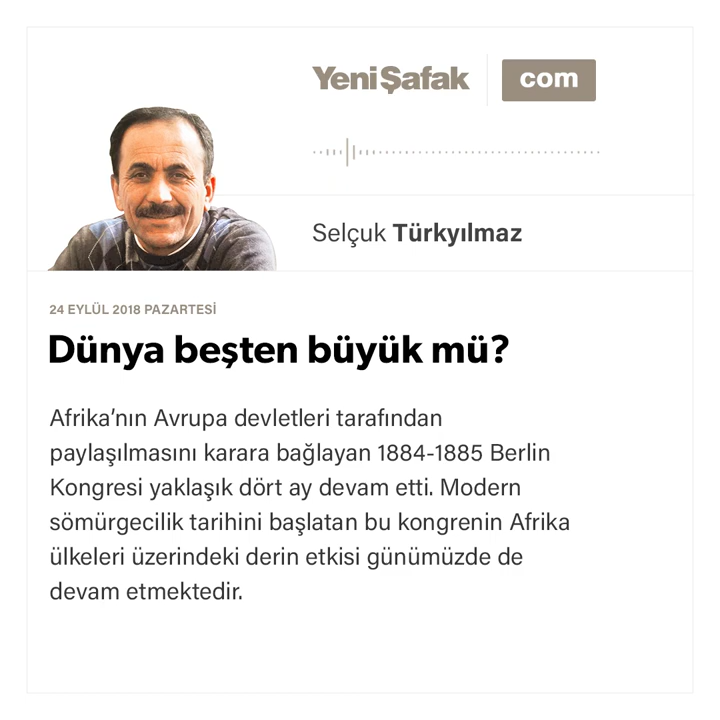 YeniŞafak com
Selçuk Türkyılmaz
24 EYLÜL 2018 PAZARTESİ
Dünya beşten büyük mü?
Afrika’nın Avrupa devletleri tarafından
paylaşılmasını karara bağlayan 1884-1885 Berlin
Kongresi yaklaşık dört ay devam etti. Modern
sömürgecilik tarihini başlatan bu kongrenin Afrika
ülkeleri üzerindeki derin etkisi günümüzde de
devam etmektedir.